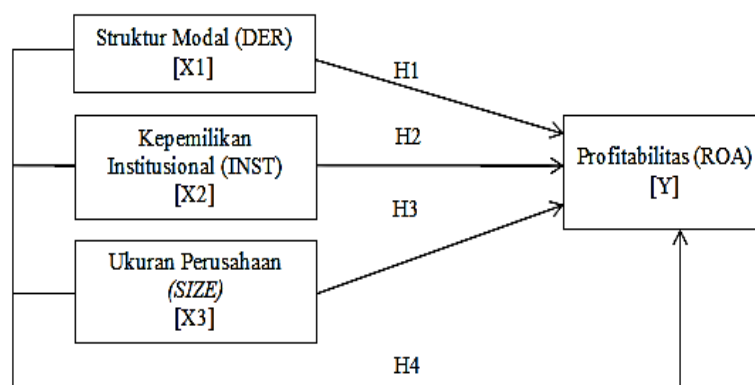 Struktur Modal (DER)
[X1]
H1
Kepemilikan
Institusional (INST)
[X2]
H2
Profitabilitas (ROA)
[Y]
H3
Ukuran Perusahaan
(SIZE)
[X3]
H4